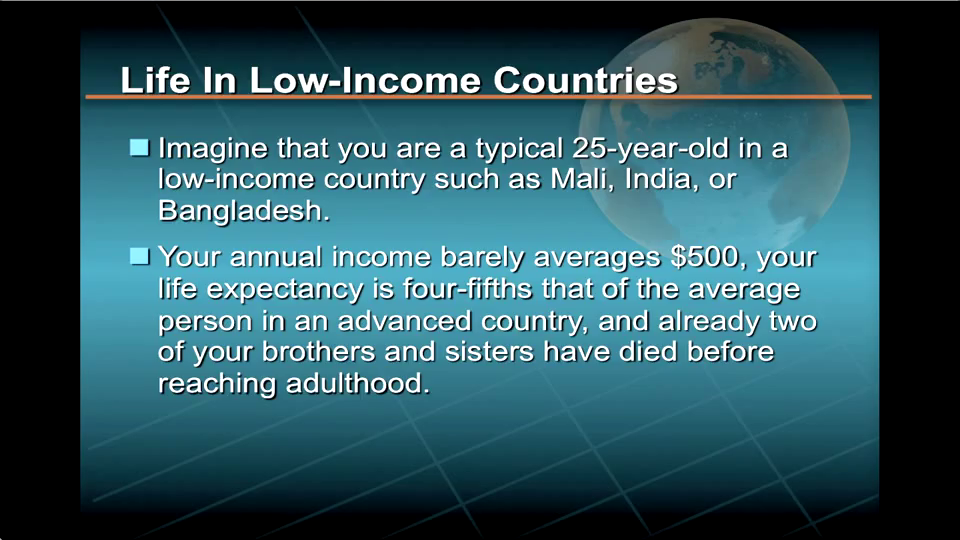 Life In Low-Income Countries
Imagine that you are a typical 25-year-old in a
low-income country such as Mali, India, or
Bangladesh.
Your annual income barely averages $500, your
life expectancy is four-fifths that of the average
person in an advanced country, and already two
of your brothers and sisters have died before
reaching adulthood.